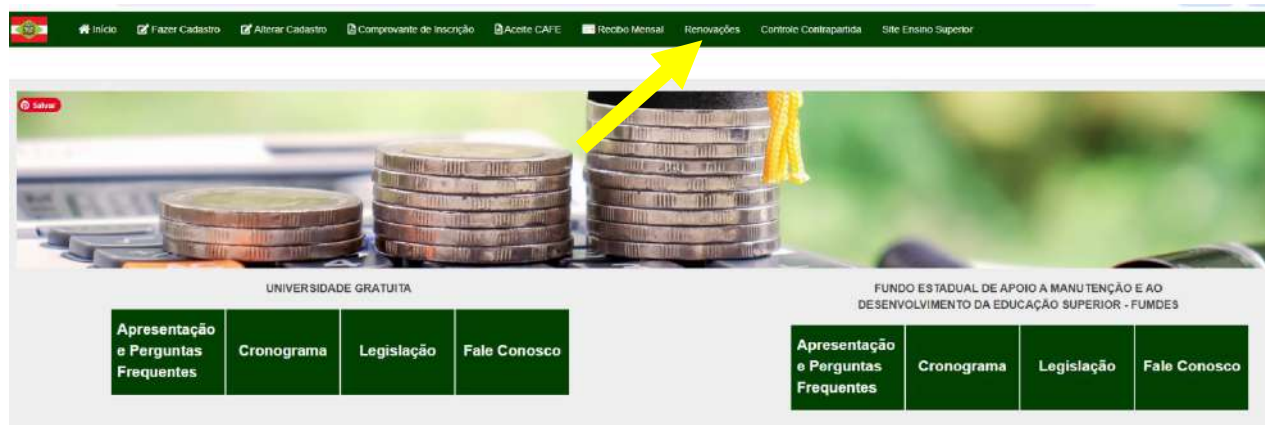 Início Fazer Cadastro Alterar Cadastro Comprovante de Inscrição Aceite CAFE Recibo Mensal Renovações Controle Contrapartida Site Ensino Superior
Salvar
UNIVERSIDADE GRATUITA
Apresentação
e Perguntas
Frequentes
Cronograma
Legislação
Fale Conosco
FUNDO ESTADUAL DE APOIO A MANUTENÇÃO E AO
DESENVOLVIMENTO DA EDUCAÇÃO SUPERIOR - FUMDES
Apresentação
e Perguntas
Frequentes
Cronograma
Legislação
Fale Conosco